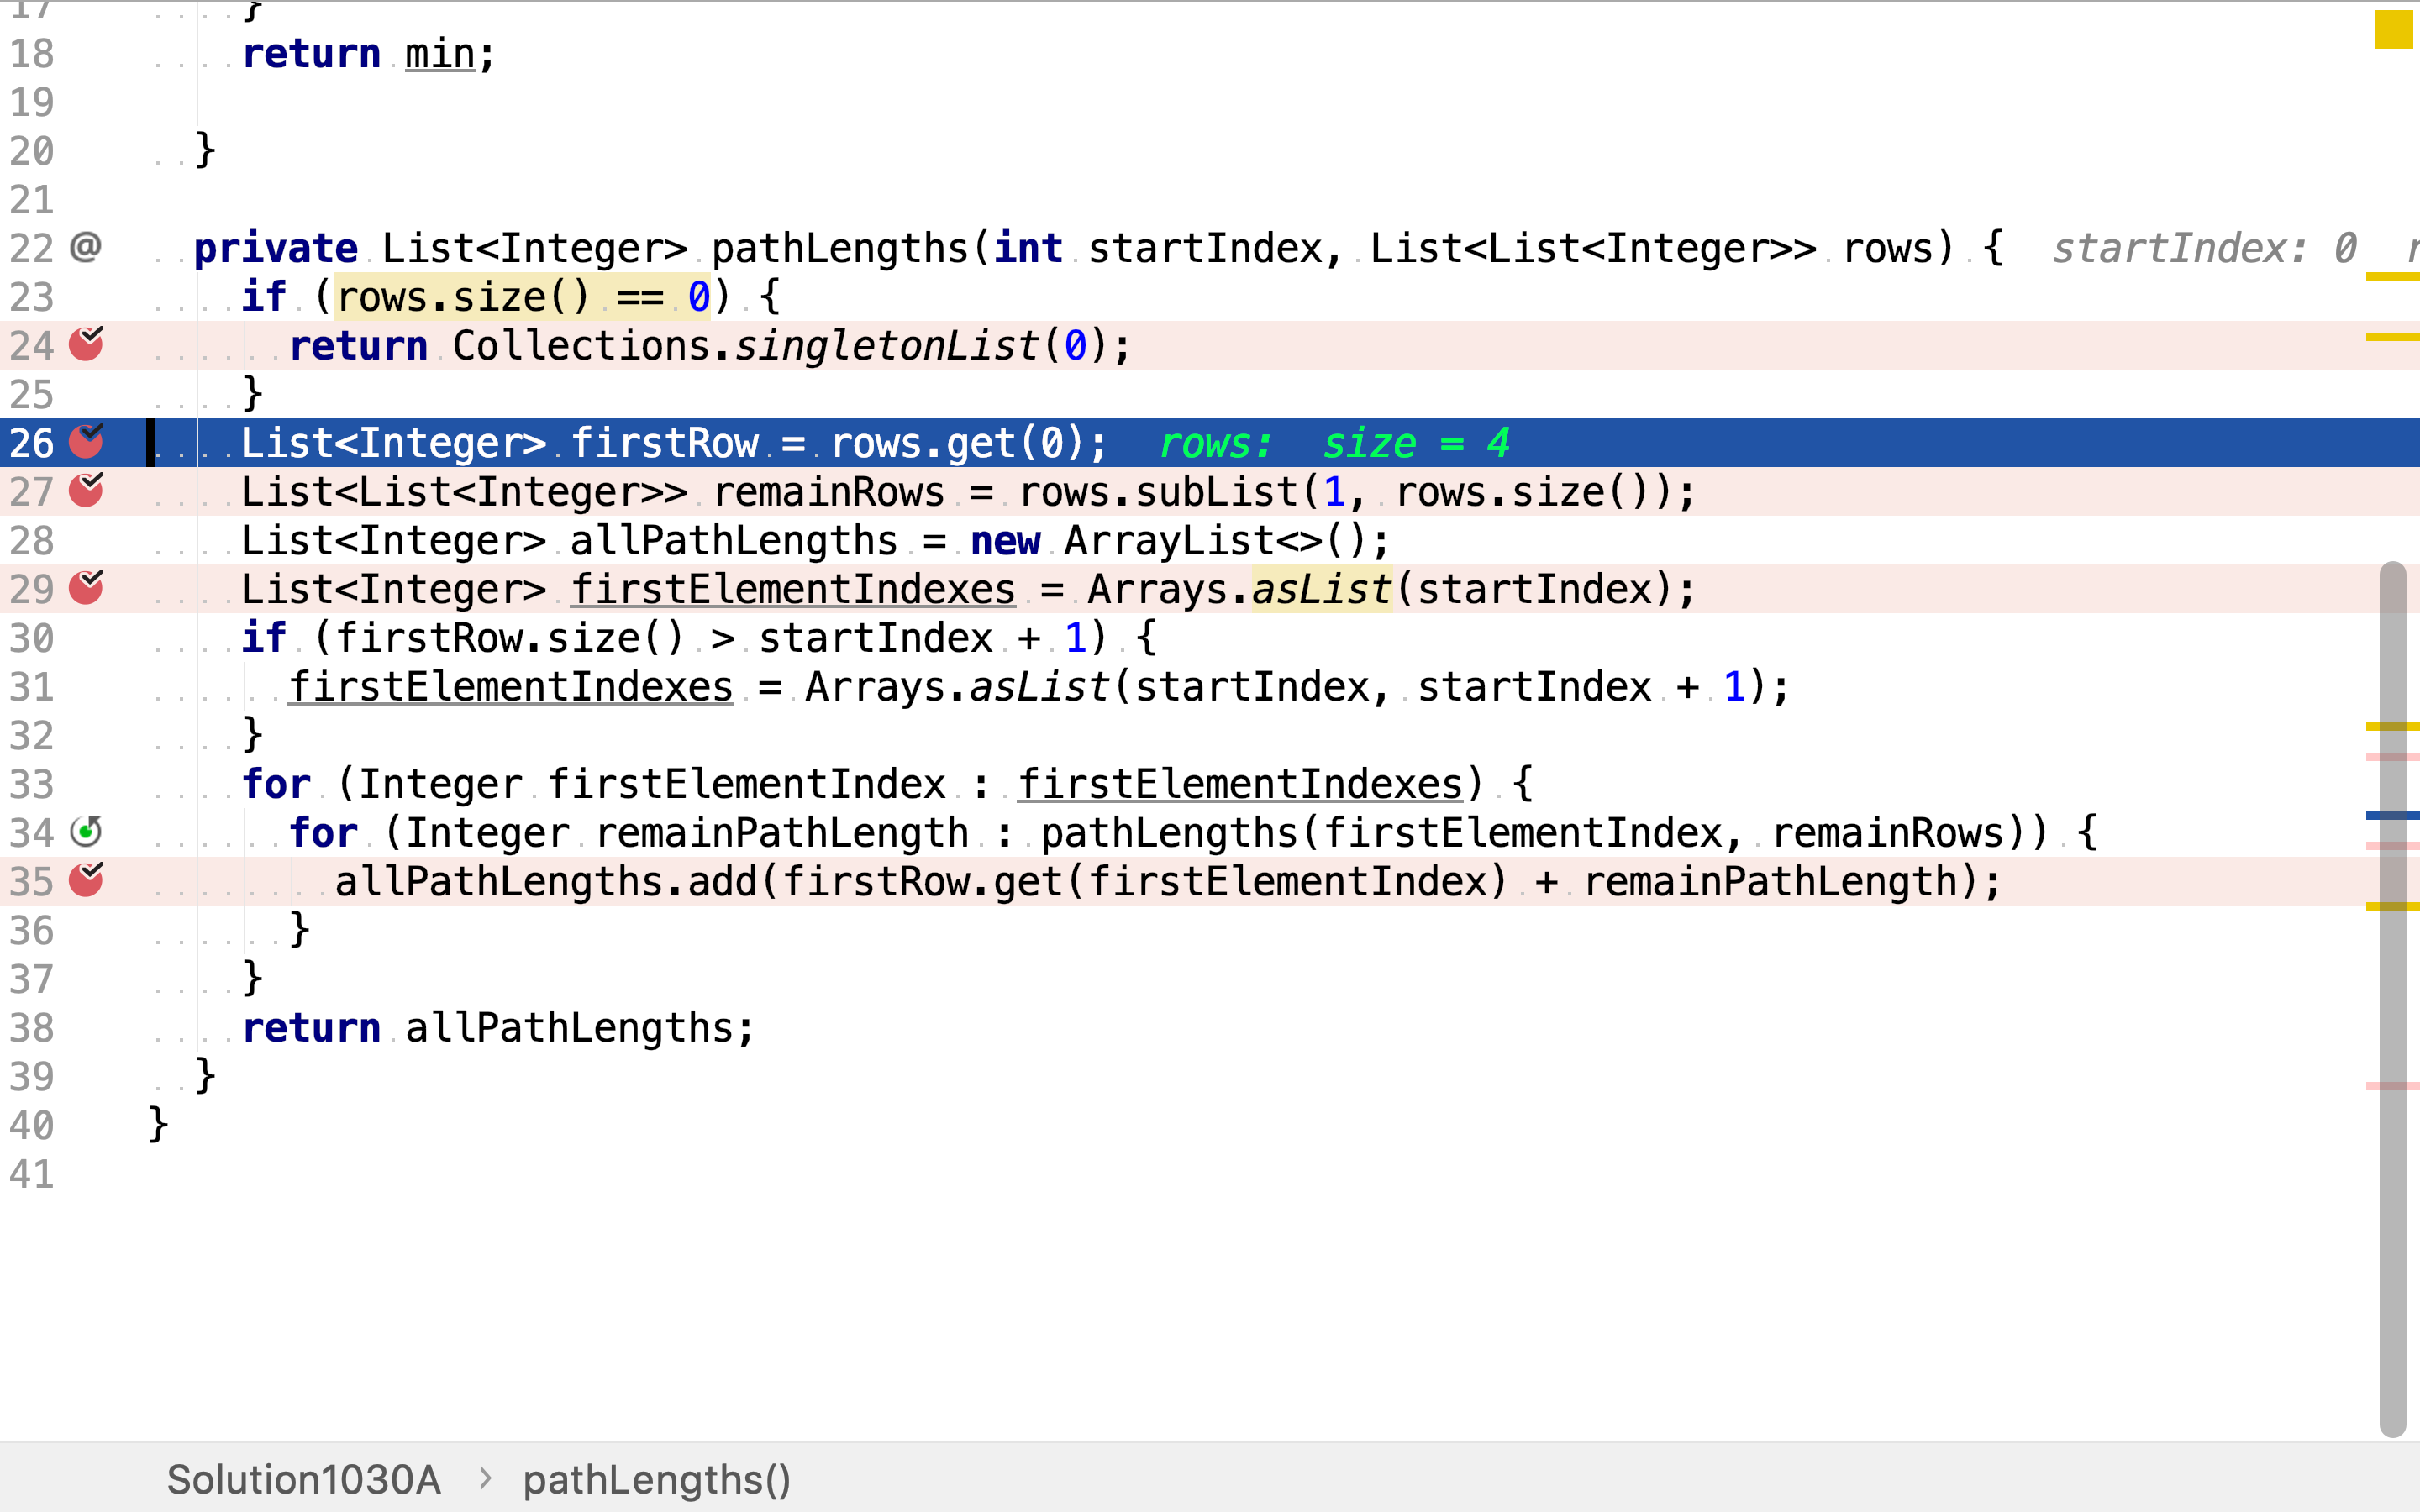 17 }
18 return min;
19
20 }
21
22 @ private List<Integer> pathLengths(int startIndex, List<List<Integer>> rows) { startIndex: 0
23 if (rows.size() == 0) {
24 return Collections.singletonList(0);
25 }
26 List<Integer> firstRow = rows.get(0); rows: size = 4
27 List<List<Integer>> remainRows = rows.subList(1, rows.size());
28 List<Integer> allPathLengths = new ArrayList<>();
29 List<Integer> firstElementIndexes = Arrays.asList(startIndex);
30 if (firstRow.size() > startIndex + 1) {
31 firstElementIndexes = Arrays.asList(startIndex, startIndex + 1);
32 }
33 for (Integer firstElementIndex : firstElementIndexes) {
34 for (Integer remainPathLength : pathLengths(firstElementIndex, remainRows)) {
35 allPathLengths.add(firstRow.get(firstElementIndex) + remainPathLength);
36 }
37 }
38 return allPathLengths;
39 }
40 }
41
Solution1030A > pathLengths()